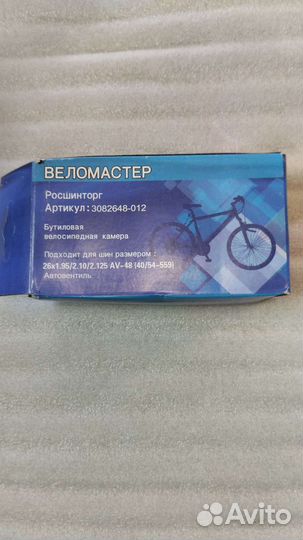 ВЕЛОМАСТЕР
Росшинторг
Артикул: 3082648-012
Бутиловая
велосипедная камера
Подходит для шин размером :
26x1.95/2.10/2.125 AV-48 (40/54-559)
Автовентиль
Avito